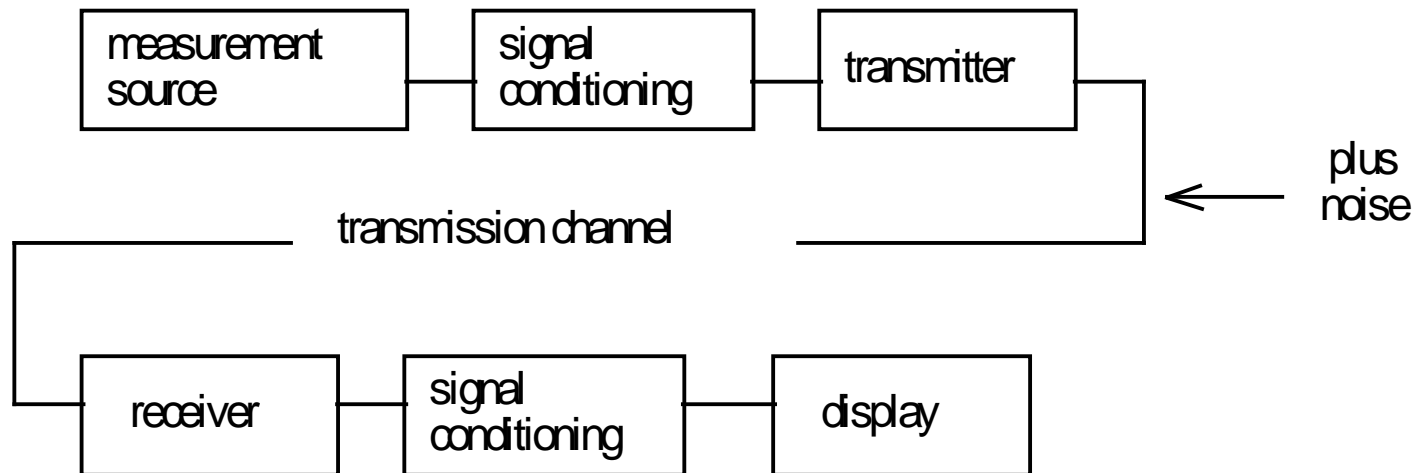 measurement
source
signal
conditioning
transmitter
plus
noise
transmission channel
receiver
signal
conditioning
display